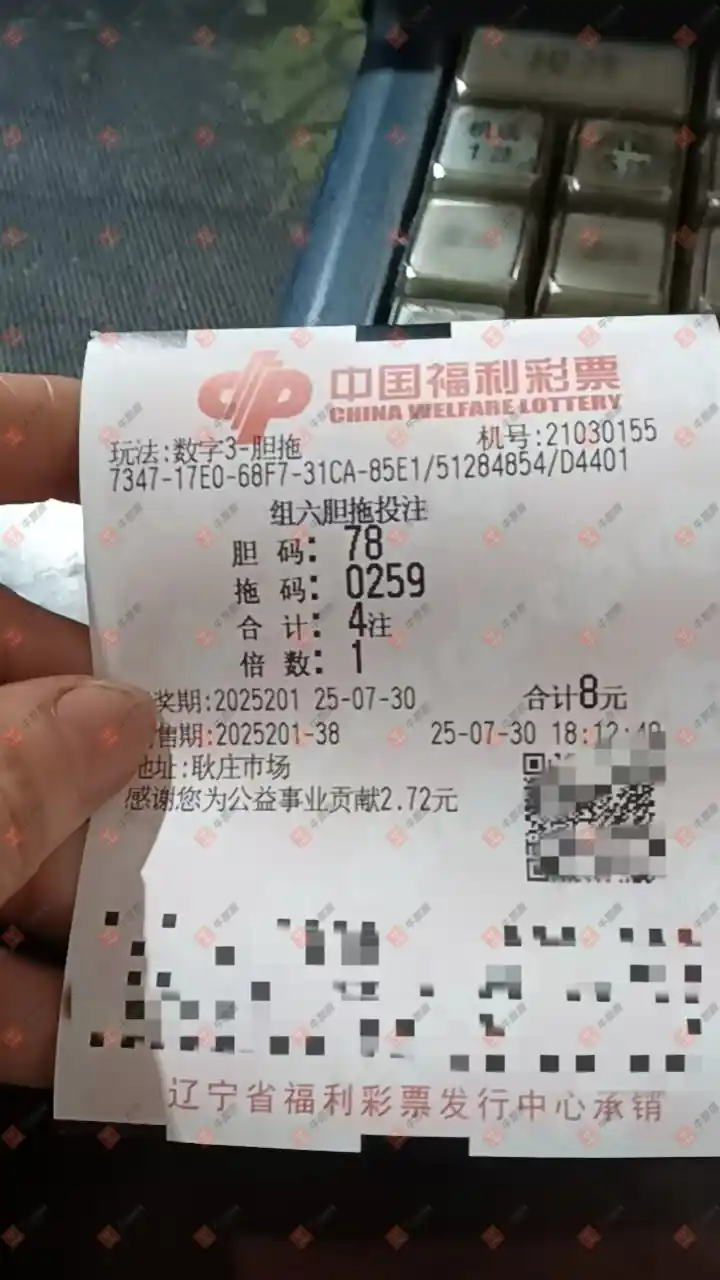 中国福利彩票
CHINA WELFARE LOTTERY
玩法:数字3-胆拖
机号:21030155
7347-17E0-68F7-31CA-85E1/51284854/D4401
组六胆拖投注
胆 码: 78
拖 码: 0259
合 计: 4注
倍 数: 1
奖期:2025201 25-07-30
合计8元
售期:2025201-38
25-07-30 18:12:
地址:耿庄市场
感谢您为公益事业贡献2.72元
辽宁省福利彩票发行中心承销